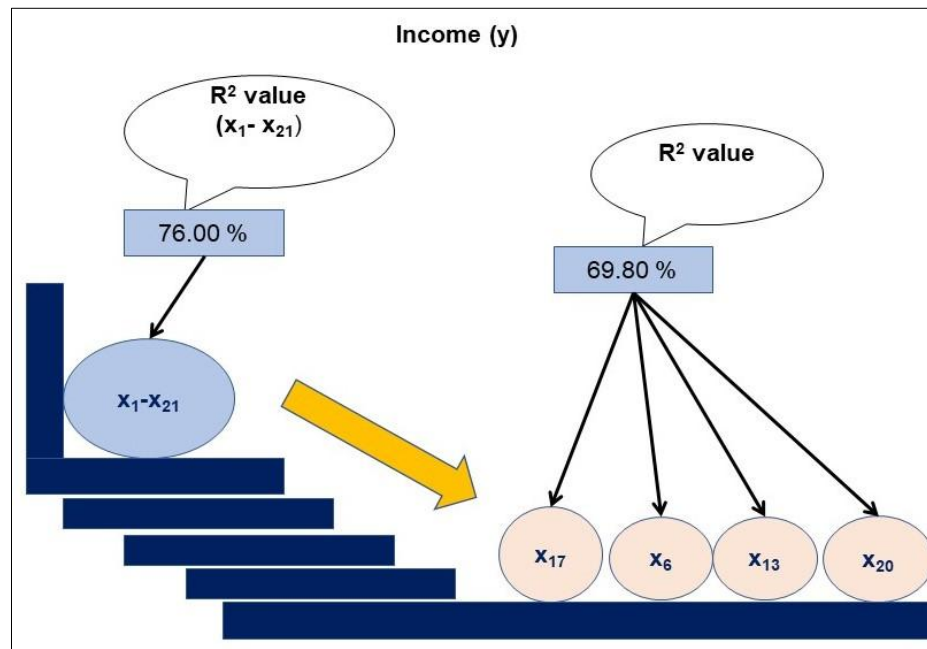 Income (y)
R² value
(x₁- x₂₁)
76.00 %
x₁-x₂₁
R² value
69.80 %
x₁₇
x₆
x₁₃
x₂₀